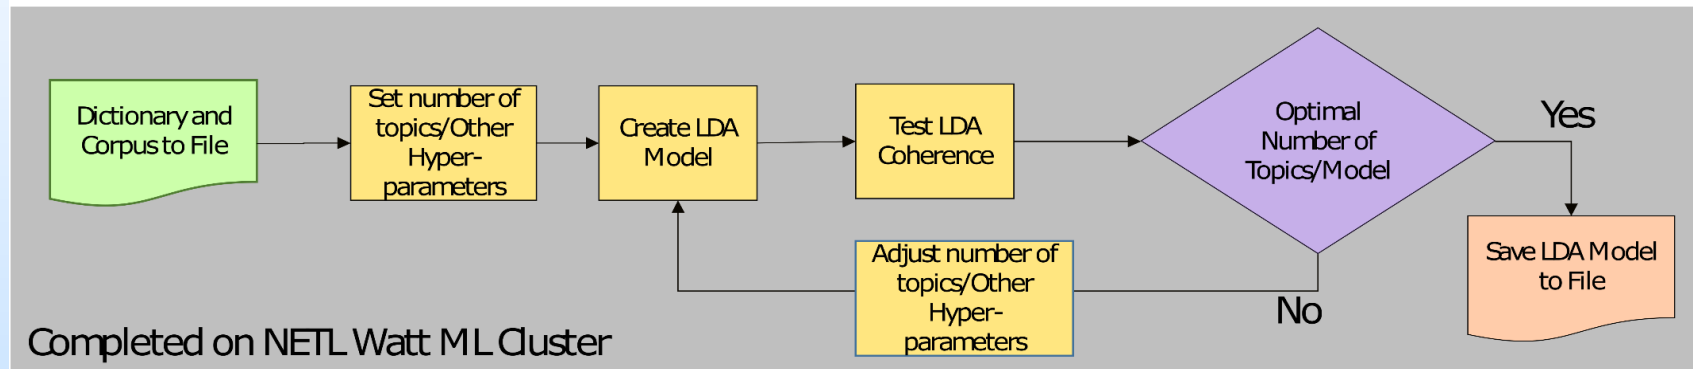 Dictionary and
Corpus to File
Set number of
topics/Other
Hyper-
parameters
Create LDA
Model
Test LDA
Coherence
Optimal
Number of
Topics/Model
Yes
Save LDA Model
to File
Adjust number of
topics/Other
Hyper-
parameters
No
Completed on NETL Watt ML Cluster